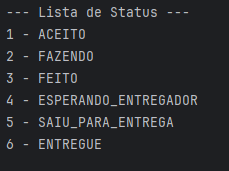 --- Lista de Status ---
1 - ACEITO
2 - FAZENDO
3 - FEITO
4 - ESPERANDO_ENTREGADOR
5 - SAIU_PARA_ENTREGA
6 - ENTREGUE